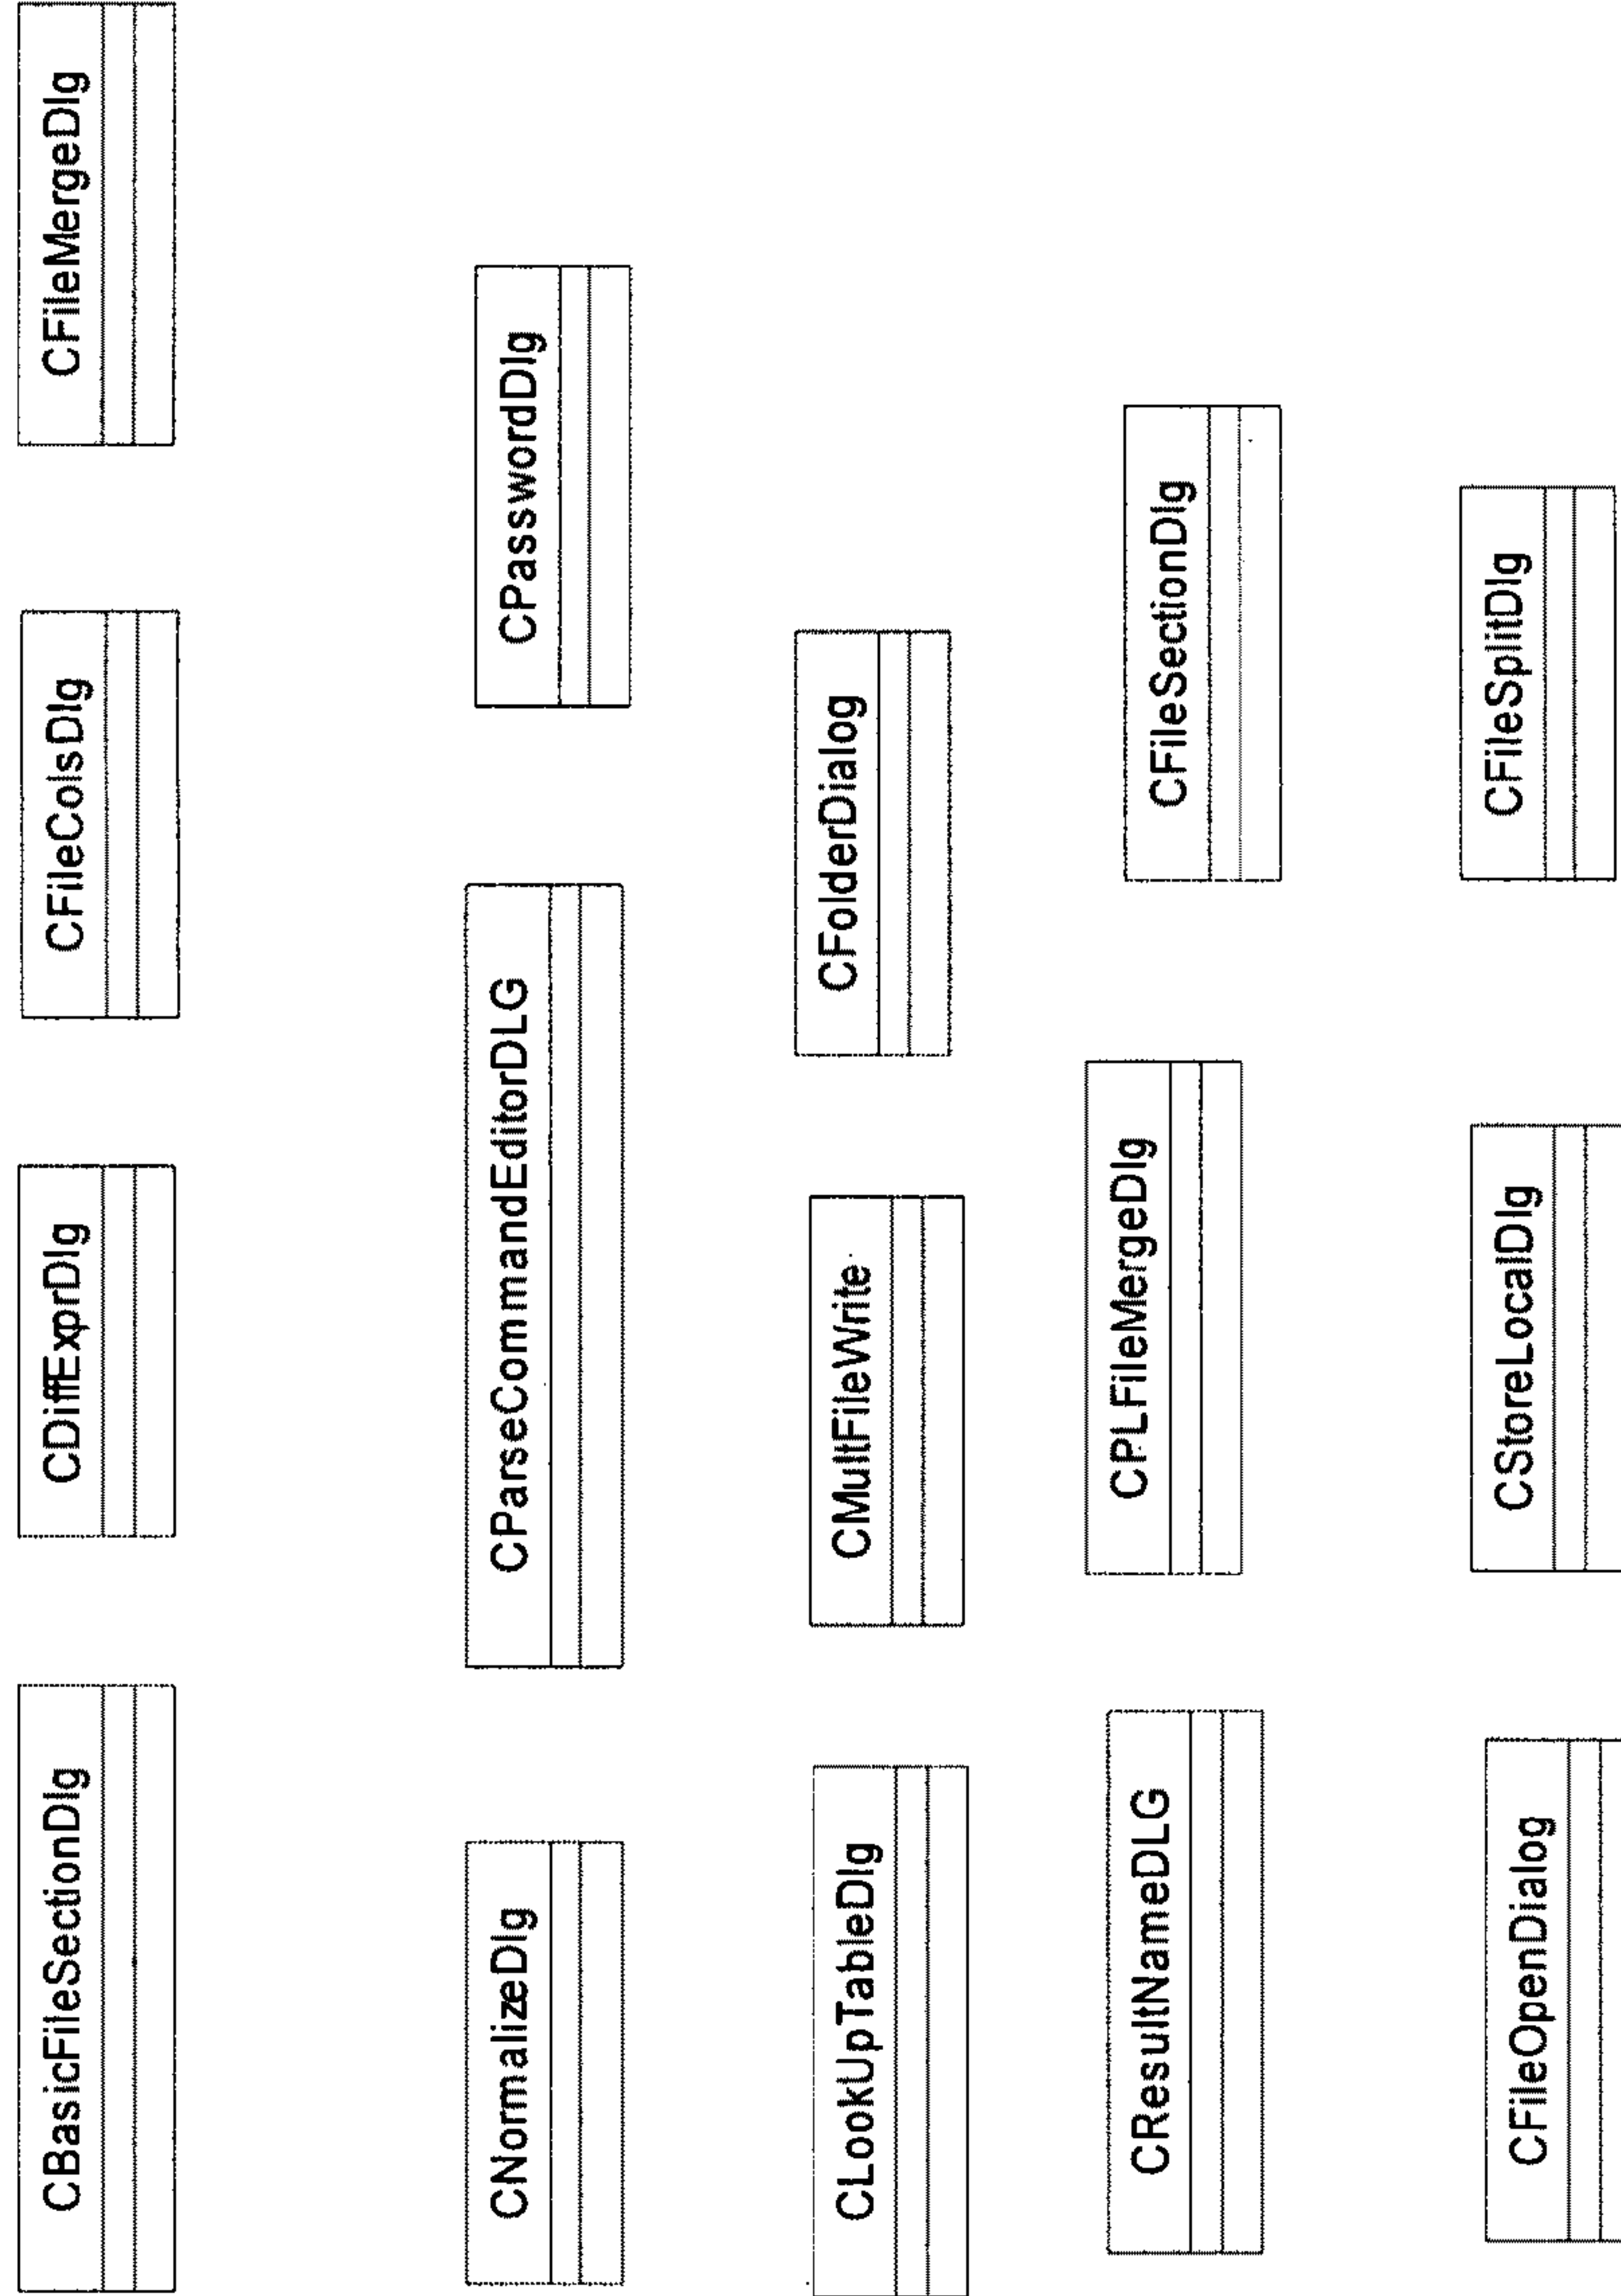 CBasicFileSectionDlg
CDiffExprDlg
CFileColsDlg
CFileMergeDlg
CNormalizeDlg
CParseCommandEditorDLG
CPasswordDlg
CLookUpTableDlg
CMultFileWrite
CFolderDialog
CResultNameDLG
CPLFileMergeDlg
CFileSectionDlg
CFileOpenDialog
CStoreLocalDlg
CFileSplitDlg